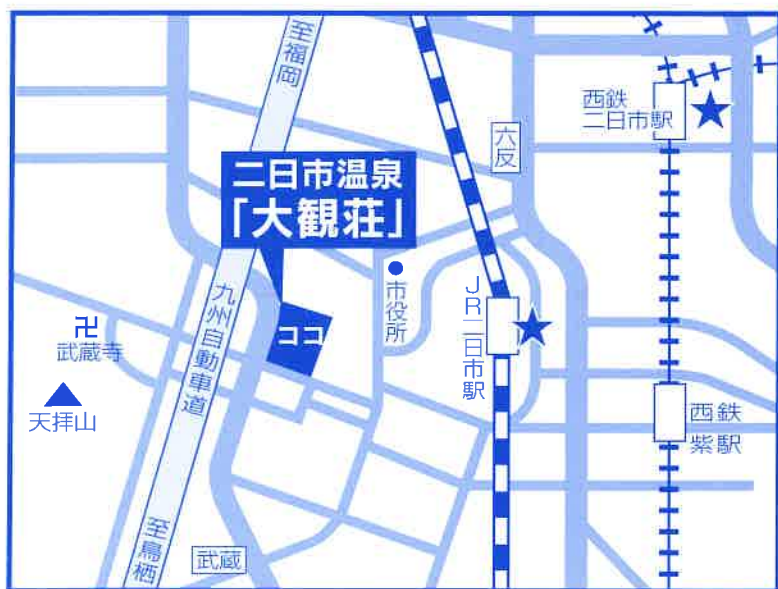 至福岡
西鉄
二日市駅
六反
二日市温泉
「大観荘」
市役所
JR二日市駅
九州自動車道
ココ
卍
武蔵寺
天拝山
西鉄
紫駅
至鳥栖
武蔵